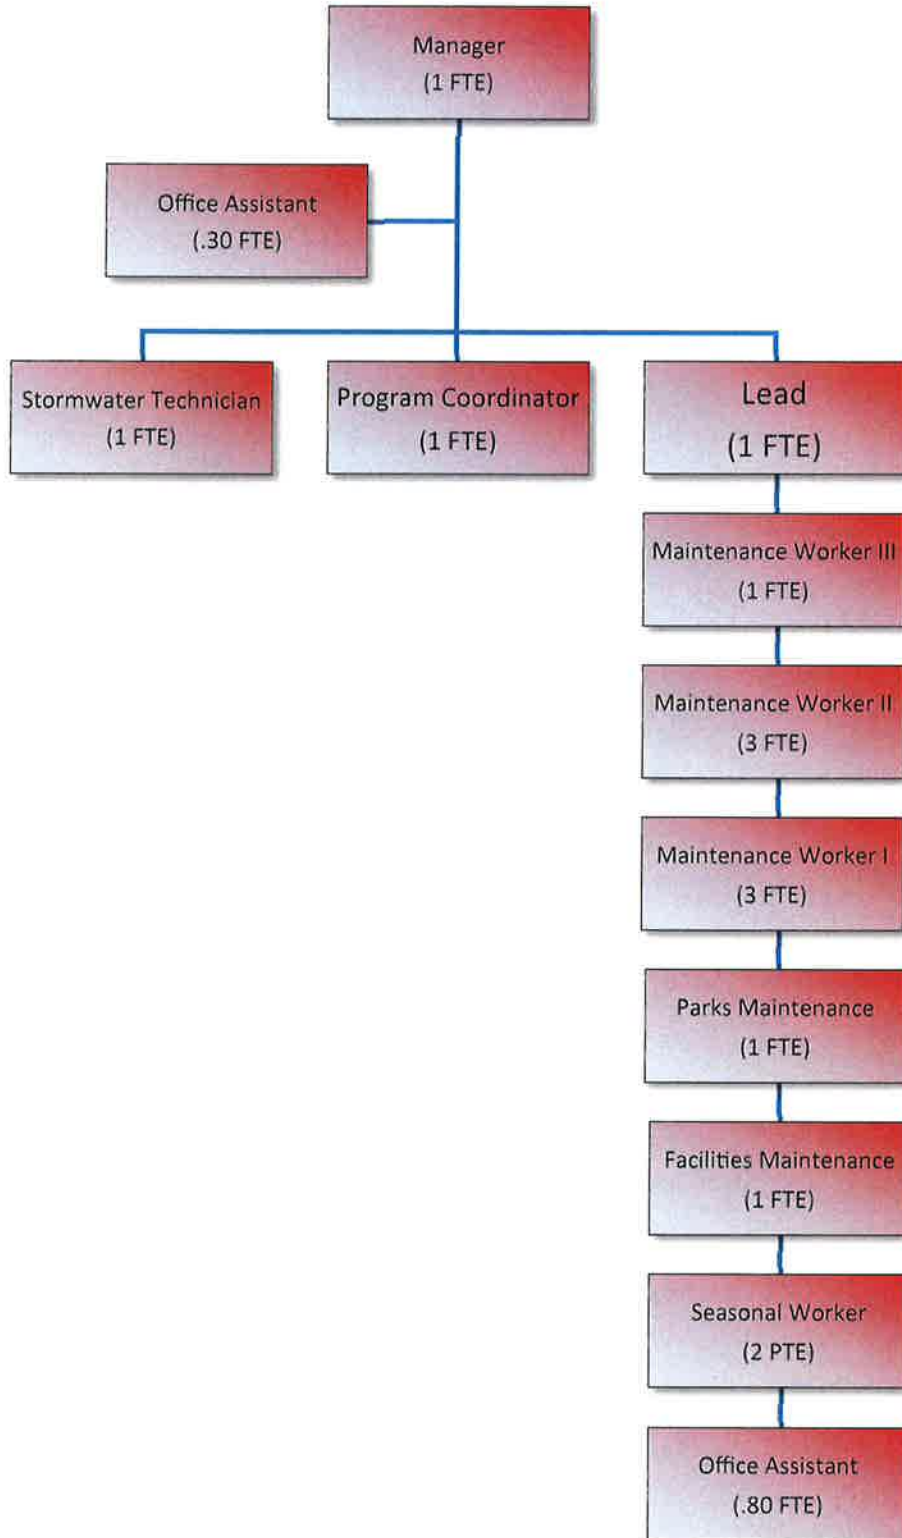 Manager
(1 FTE)
Office Assistant
(.30 FTE)
Stormwater Technician
(1 FTE)
Program Coordinator
(1 FTE)
Lead
(1 FTE)
Maintenance Worker III
(1 FTE)
Maintenance Worker II
(3 FTE)
Maintenance Worker I
(3 FTE)
Parks Maintenance
(1 FTE)
Facilities Maintenance
(1 FTE)
Seasonal Worker
(2 PTE)
Office Assistant
(.80 FTE)